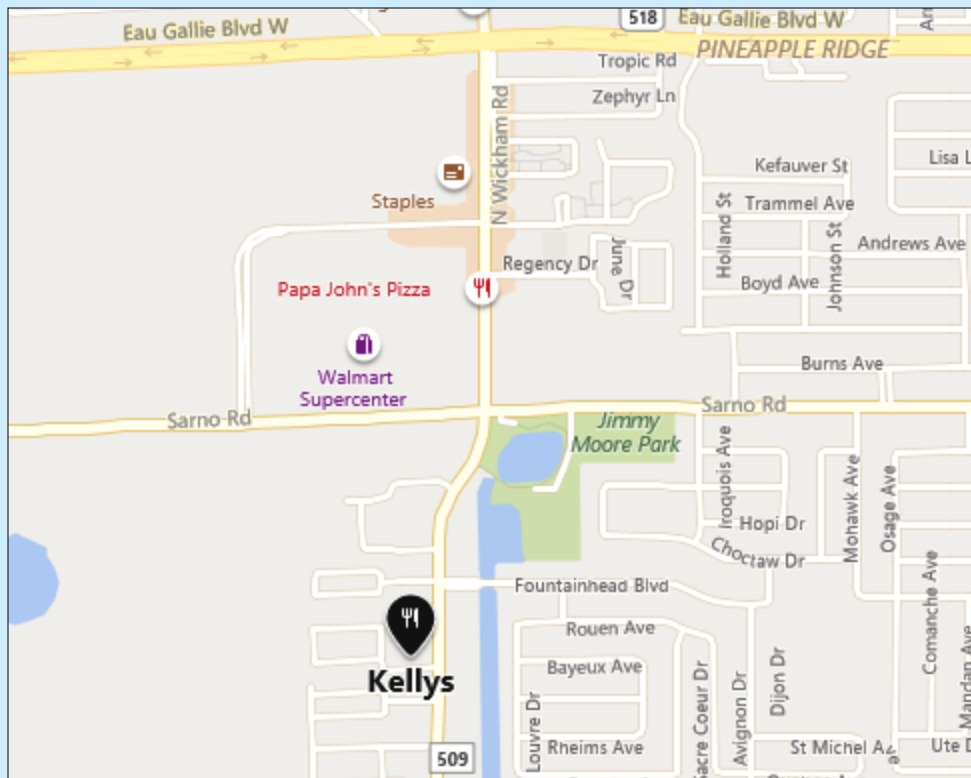 Eau Gallie Blvd W
518
Eau Gallie Blvd W
PINEAPPLE RIDGE
Tropic Rd
Zephyr Ln
N Wickham Rd
Staples
Kefauver St
Lisa L
Trammel Ave
Holland St
Johnson St
Andrews Ave
Regency Dr
June Dr
Boyd Ave
Papa John's Pizza
Walmart
Supercenter
Burns Ave
Sarno Rd
Sarno Rd
Jimmy
Moore Park
Iroquois Ave
Mohawk Ave
Osage Ave
Hopi Dr
Choctaw Dr
Fountainhead Blvd
Comanche Ave
Rouen Ave
Bayeux Ave
Kellys
Louvre Dr
Sacre Coeur Dr
Avignon Dr
Dijon Dr
Mandan Ave
509
Rheims Ave
St Michel Av
Ute D